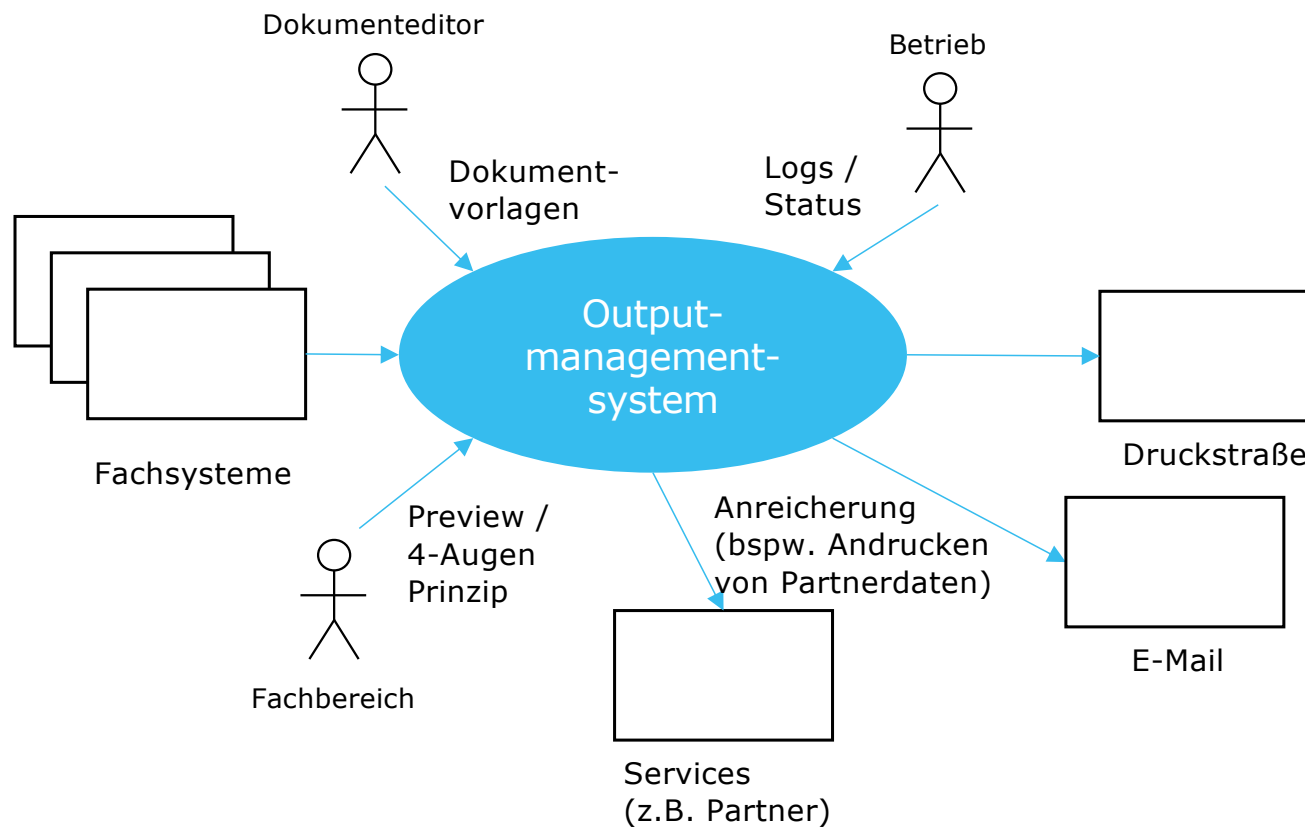 Dokumenteditor
Betrieb
Dokument-
vorlagen
Logs /
Status
Output-
management-
system
Fachsysteme
Druckstraße
Preview /
4-Augen
Prinzip
Anreicherung
(bspw. Andrucken
von Partnerdaten)
E-Mail
Fachbereich
Services
(z.B. Partner)